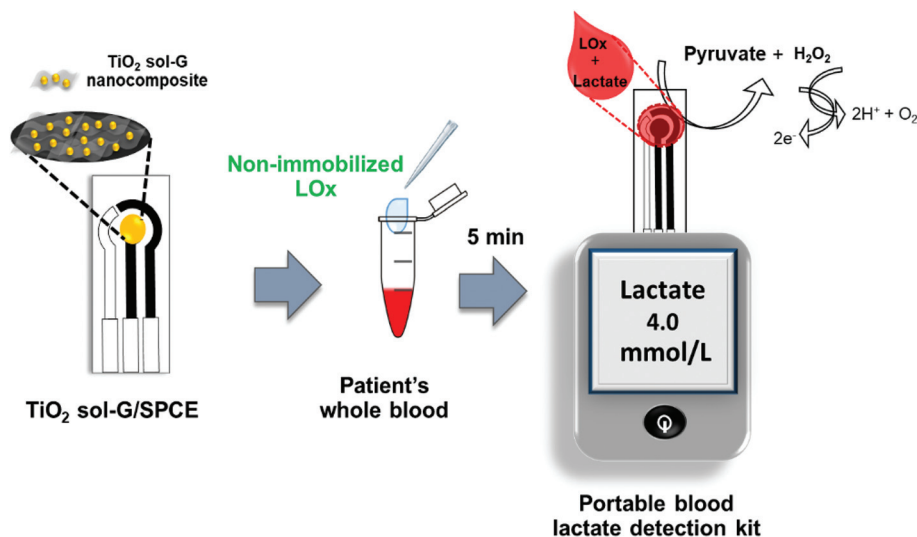 TiO₂ sol-G
nanocomposite
TiO₂ sol-G/SPCE
Non-immobilized
LOx
Patient's
whole blood
5 min
LOx
+
Lactate
Pyruvate + H₂O₂
2e⁻
2H⁺ + O₂
Lactate
4.0
mmol/L
Portable blood
lactate detection kit